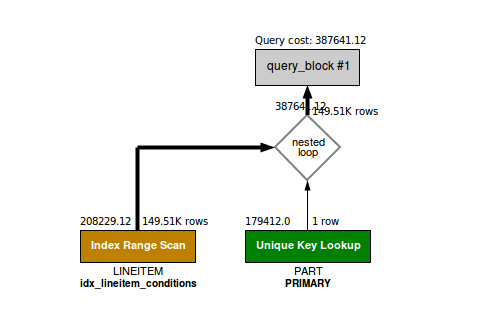 Query cost: 387641.12
query_block #1
387641.12
149.51K rows
nested
loop
208229.12
149.51K rows
179412.0
1 row
Index Range Scan
Unique Key Lookup
LINEITEM
PART
idx_lineitem_conditions
PRIMARY